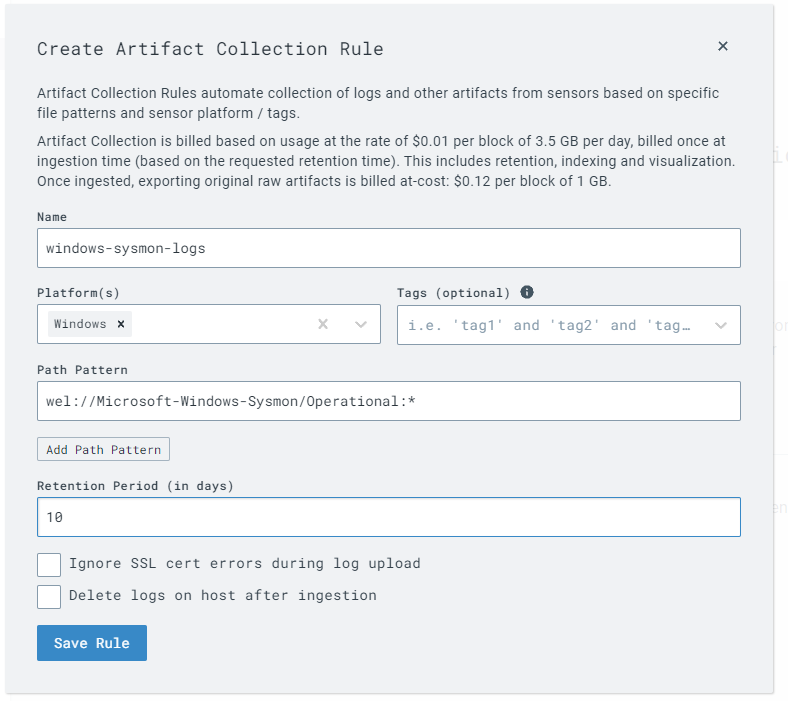 Create Artifact Collection Rule
Artifact Collection Rules automate collection of logs and other artifacts from sensors based on specific
file patterns and sensor platform / tags.
Artifact Collection is billed based on usage at the rate of $0.01 per block of 3.5 GB per day, billed once at
ingestion time (based on the requested retention time). This includes retention, indexing and visualization.
Once ingested, exporting original raw artifacts is billed at-cost: $0.12 per block of 1 GB.
Name
windows-sysmon-logs
Platform(s)
Tags (optional)
Windows
i.e. 'tag1' and 'tag2' and 'tag…
Path Pattern
wel://Microsoft-Windows-Sysmon/Operational:*
Add Path Pattern
Retention Period (in days)
10
Ignore SSL cert errors during log upload
Delete logs on host after ingestion
Save Rule